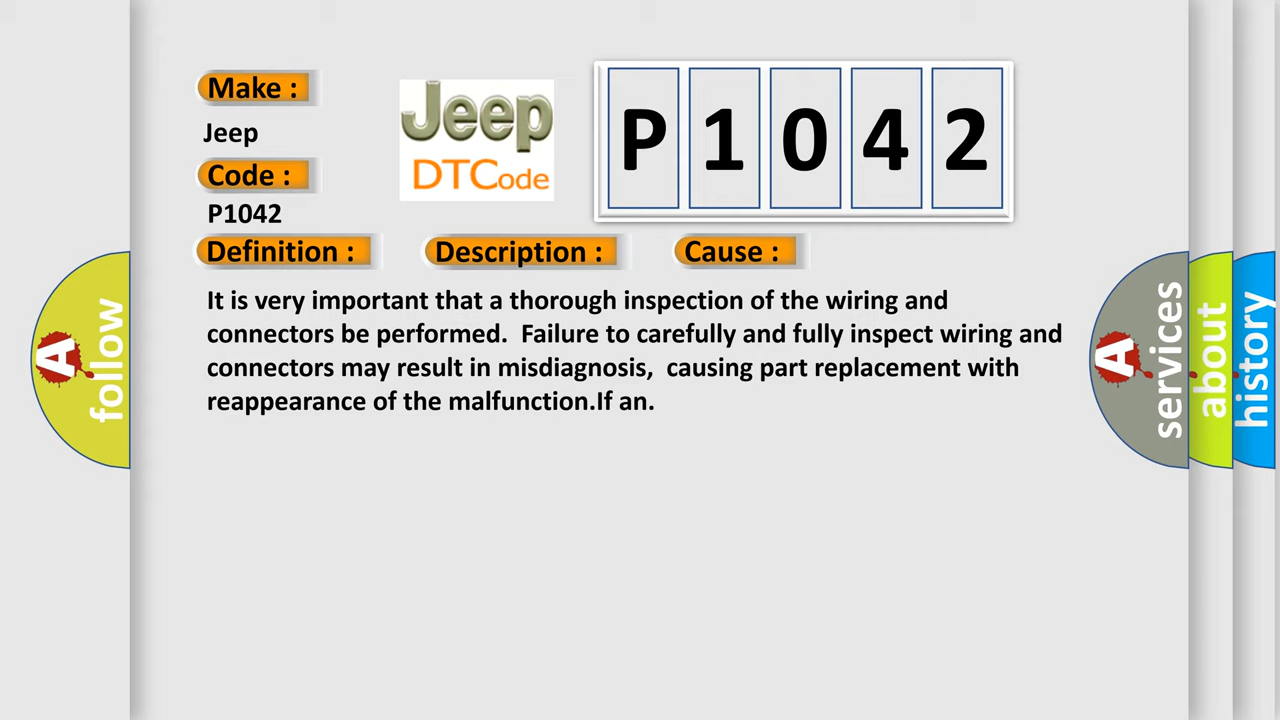 Make :
Jeep
Code :
P1042
Jeep
DTCode
P 1 0 4 2
Definition :
Description :
Cause :
It is very important that a thorough inspection of the wiring and
connectors be performed  Failure to carefully and fully inspect wiring and
connectors may result in misdiagnosis,  causing part replacement with
reappearance of the malfunctionIf an.
A
follow
A
services
about
history